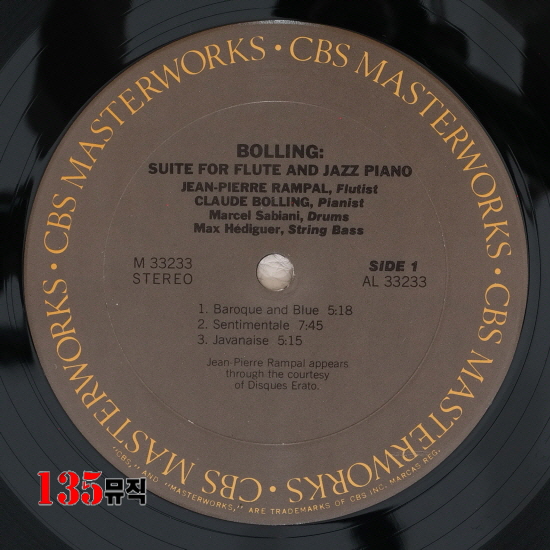 CBS MASTERWORKS • CBS MASTERWORKS • CBS MASTERWORKS • CBS MASTERWORKS •
BOLLING:
SUITE FOR FLUTE AND JAZZ PIANO
JEAN-PIERRE RAMPAL, Flutist
CLAUDE BOLLING, Pianist
Marcel Sabiani, Drums
Max Hédiguer, String Bass
M 33233
STEREO
SIDE 1
AL 33233
1. Baroque and Blue 5:18
2. Sentimentale 7:45
3. Javanaise 5:15
Jean-Pierre Rampal appears
through the courtesy
of Disques Erato.
"CBS," AND "MASTERWORKS," ARE TRADEMARKS OF CBS INC. MARCAS REG.
135뮤직